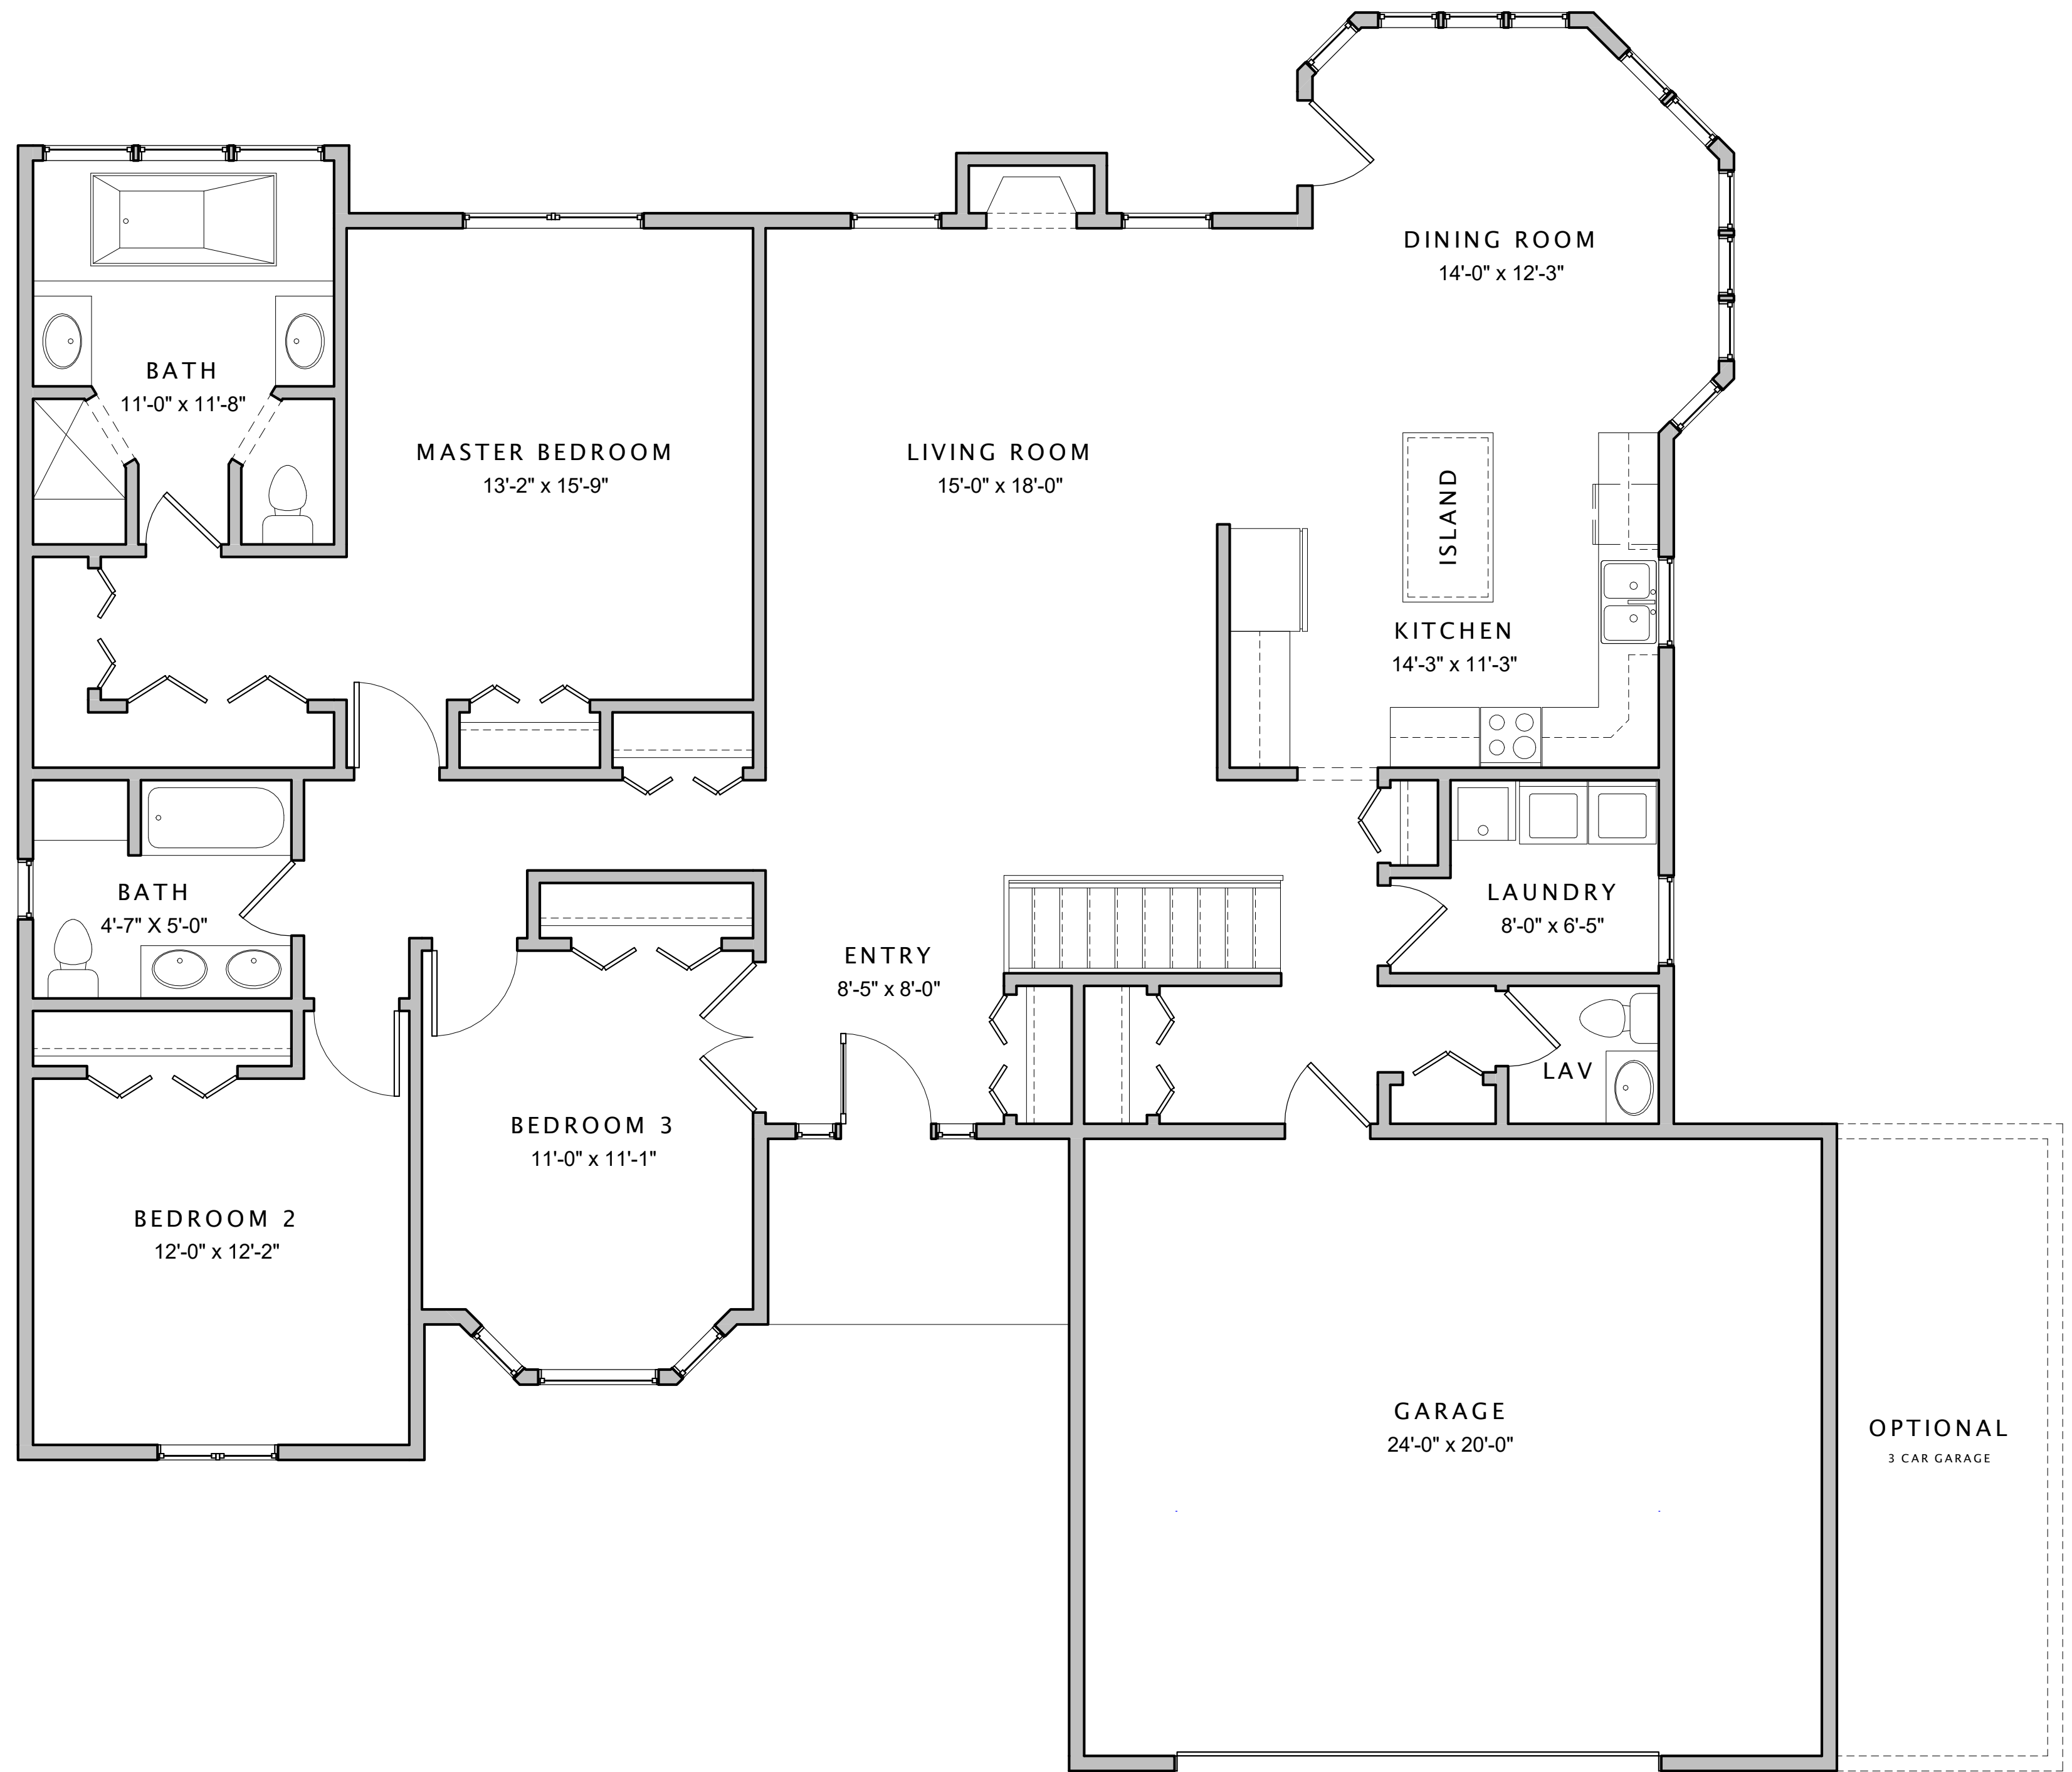 DINING ROOM
14'-0" x 12'-3"
BATH
11'-0" x 11'-8"
MASTER BEDROOM
13'-2" x 15'-9"
LIVING ROOM
15'-0" x 18'-0"
ISLAND
KITCHEN
14'-3" x 11'-3"
BATH
4'-7" X 5'-0"
LAUNDRY
8'-0" x 6'-5"
ENTRY
8'-5" x 8'-0"
LAV
BEDROOM 3
11'-0" x 11'-1"
BEDROOM 2
12'-0" x 12'-2"
GARAGE
24'-0" x 20'-0"
OPTIONAL
3 CAR GARAGE